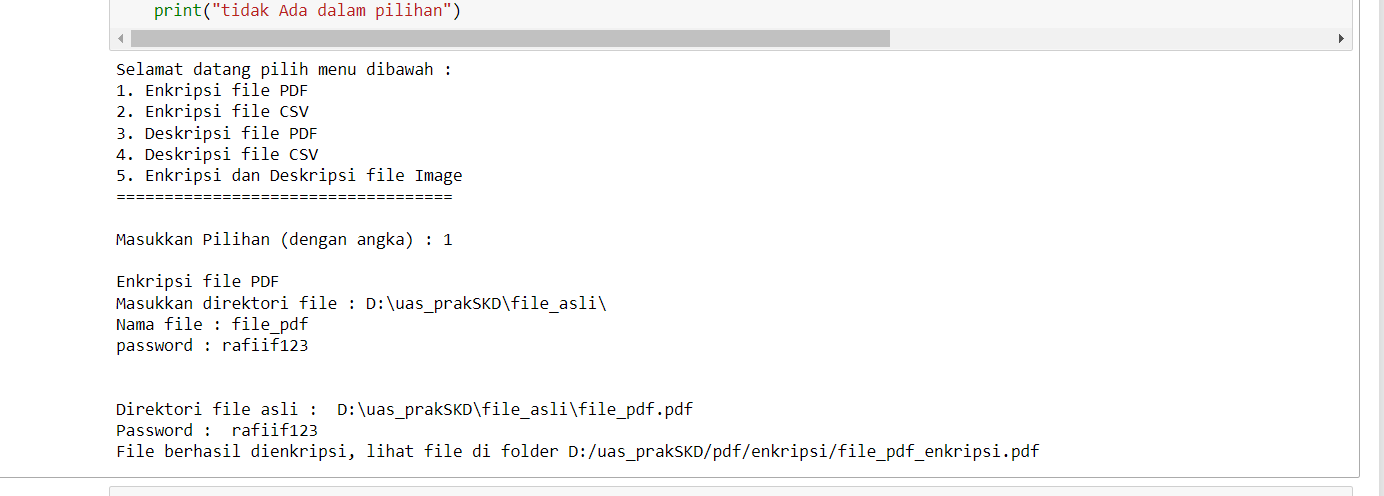 print("tidak Ada dalam pilihan")
Selamat datang pilih menu dibawah :
1. Enkripsi file PDF
2. Enkripsi file CSV
3. Deskripsi file PDF
4. Deskripsi file CSV
5. Enkripsi dan Deskripsi file Image
===================================
Masukkan Pilihan (dengan angka) : 1
Enkripsi file PDF
Masukkan direktori file : D:\uas_prakSKD\file_asli\
Nama file : file_pdf
password : rafiif123
Direktori file asli :  D:\uas_prakSKD\file_asli\file_pdf.pdf
Password :  rafiif123
File berhasil dienkripsi, lihat file di folder D:/uas_prakSKD/pdf/enkripsi/file_pdf_enkripsi.pdf